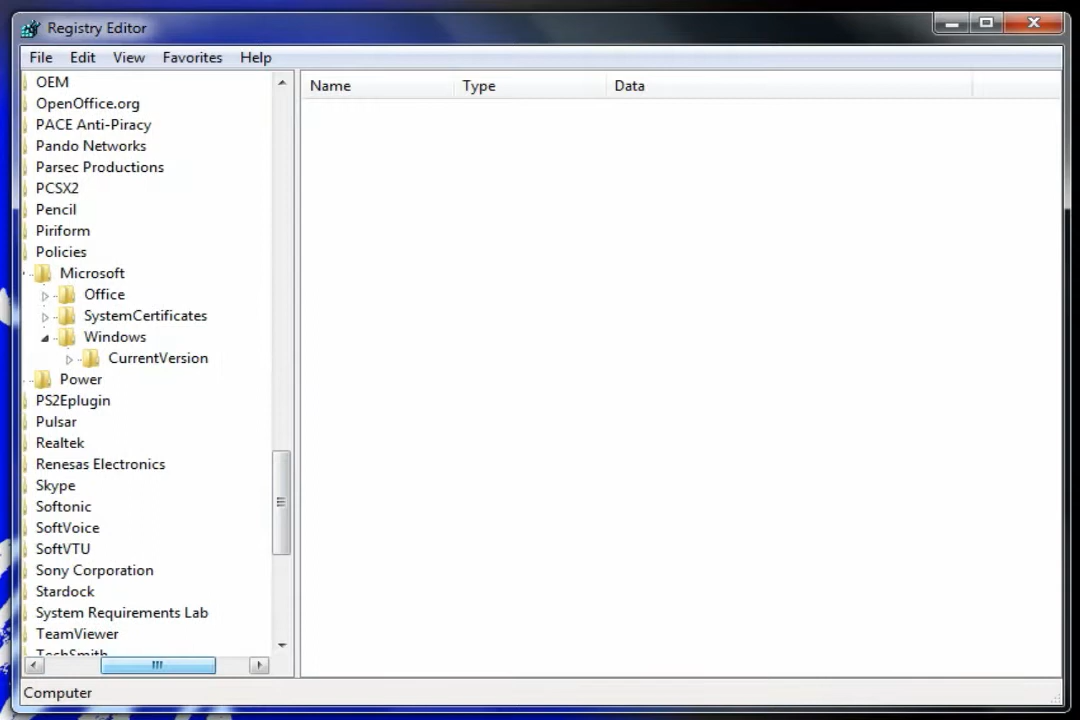 Registry Editor
File Edit View Favorites Help
OEM
OpenOffice.org
PACE Anti-Piracy
Pando Networks
Parsec Productions
PCSX2
Pencil
Piriform
Policies
Microsoft
Office
SystemCertificates
Windows
CurrentVersion
Power
PS2Eplugin
Pulsar
Realtek
Renesas Electronics
Skype
Softonic
SoftVoice
SoftVTU
Sony Corporation
Stardock
System Requirements Lab
TeamViewer
TechSmith
Name Type Data
Computer